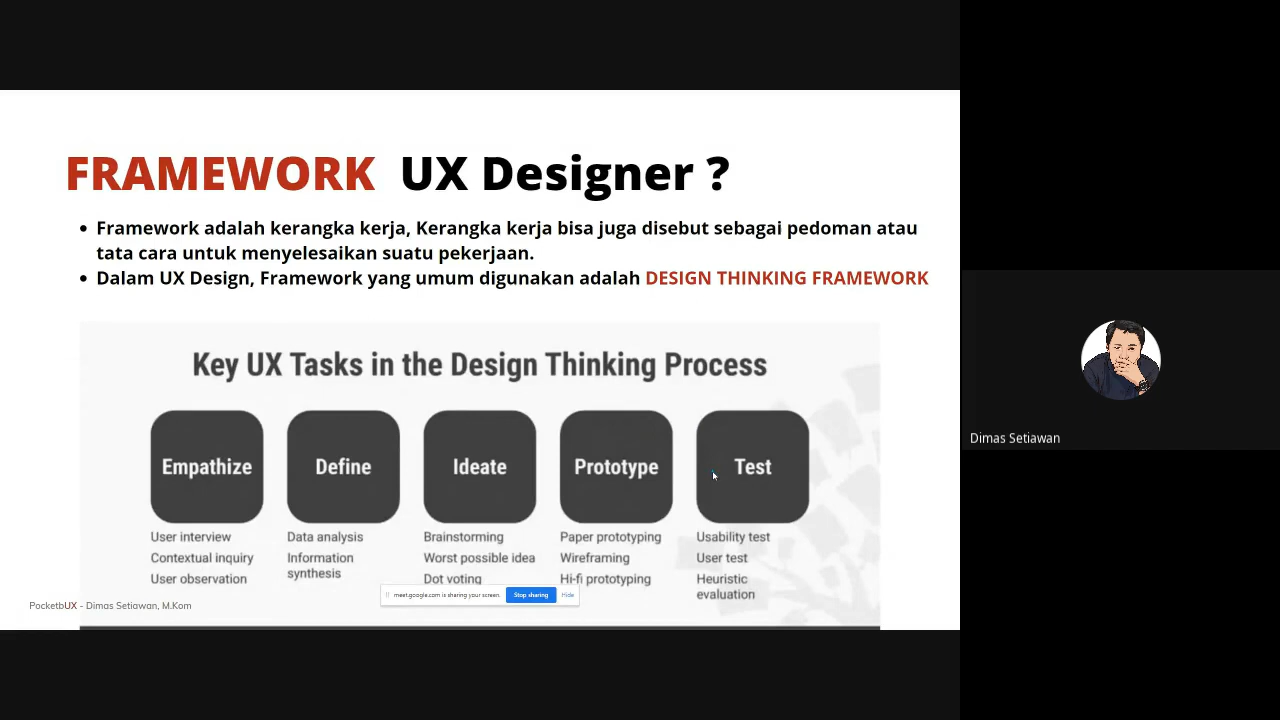 FRAMEWORK UX Designer ?
Framework adalah kerangka kerja, Kerangka kerja bisa juga disebut sebagai pedoman atau
tata cara untuk menyelesaikan suatu pekerjaan.
Dalam UX Design, Framework yang umum digunakan adalah DESIGN THINKING FRAMEWORK
Key UX Tasks in the Design Thinking Process
Empathize
User interview
Contextual inquiry
User observation
Define
Data analysis
Information
synthesis
Ideate
Brainstorming
Worst possible idea
Dot voting
Prototype
Paper prototyping
Wireframing
Hi-fi prototyping
Test
Usability test
User test
Heuristic
evaluation
meet.google.com is sharing your screen. Stop sharing Hide
PocketbUX - Dimas Setiawan, M.Kom
Dimas Setiawan